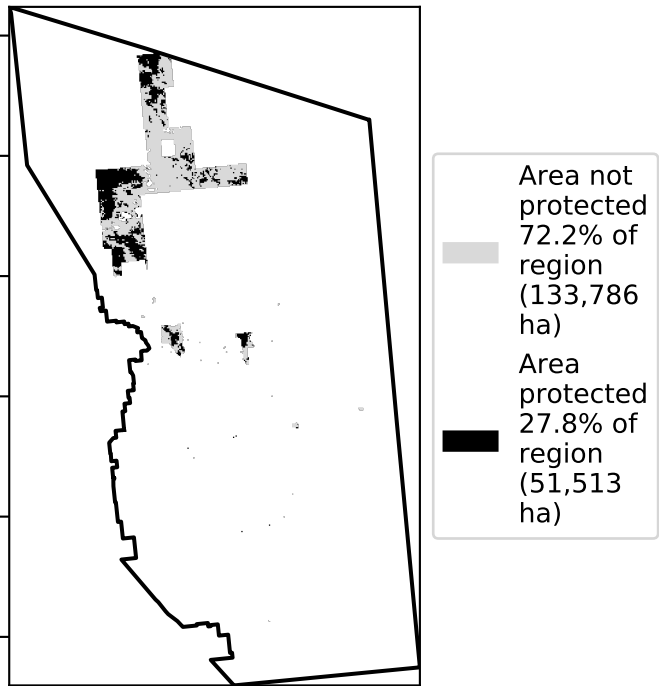 Area not
protected
72.2% of
region
(133,786
ha)
Area
protected
27.8% of
region
(51,513
ha)